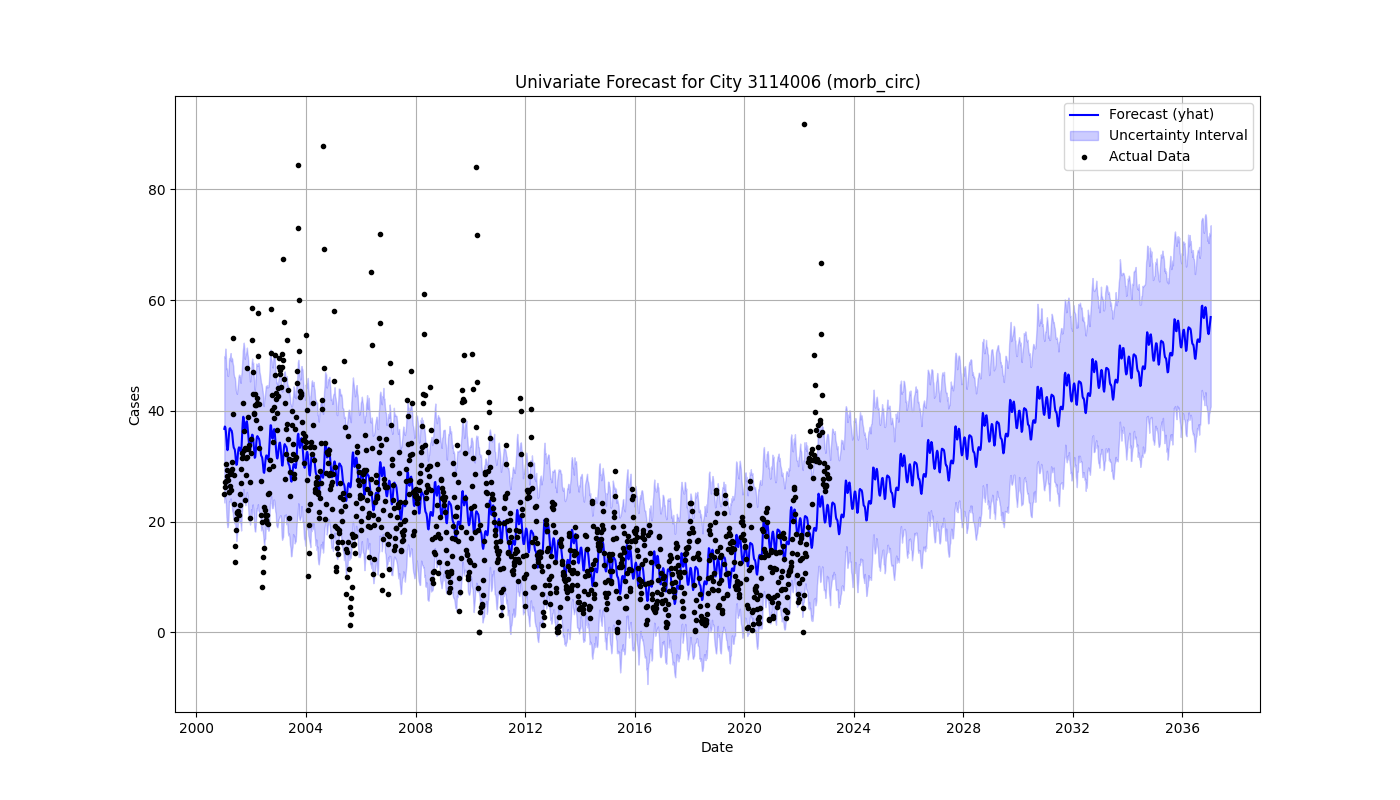 Univariate Forecast for City 3114006 (morb_circ)
Forecast (yhat)
Uncertainty Interval
Actual Data
Cases
80
60
40
20
0
2000 2004 2008 2012 2016 2020 2024 2028 2032 2036
Date